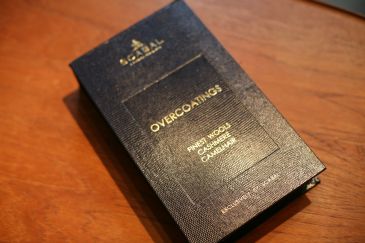 SCABAL
OVERCOATINGS
FINEST WOOLS
CASHMERE
CAMELHAIR